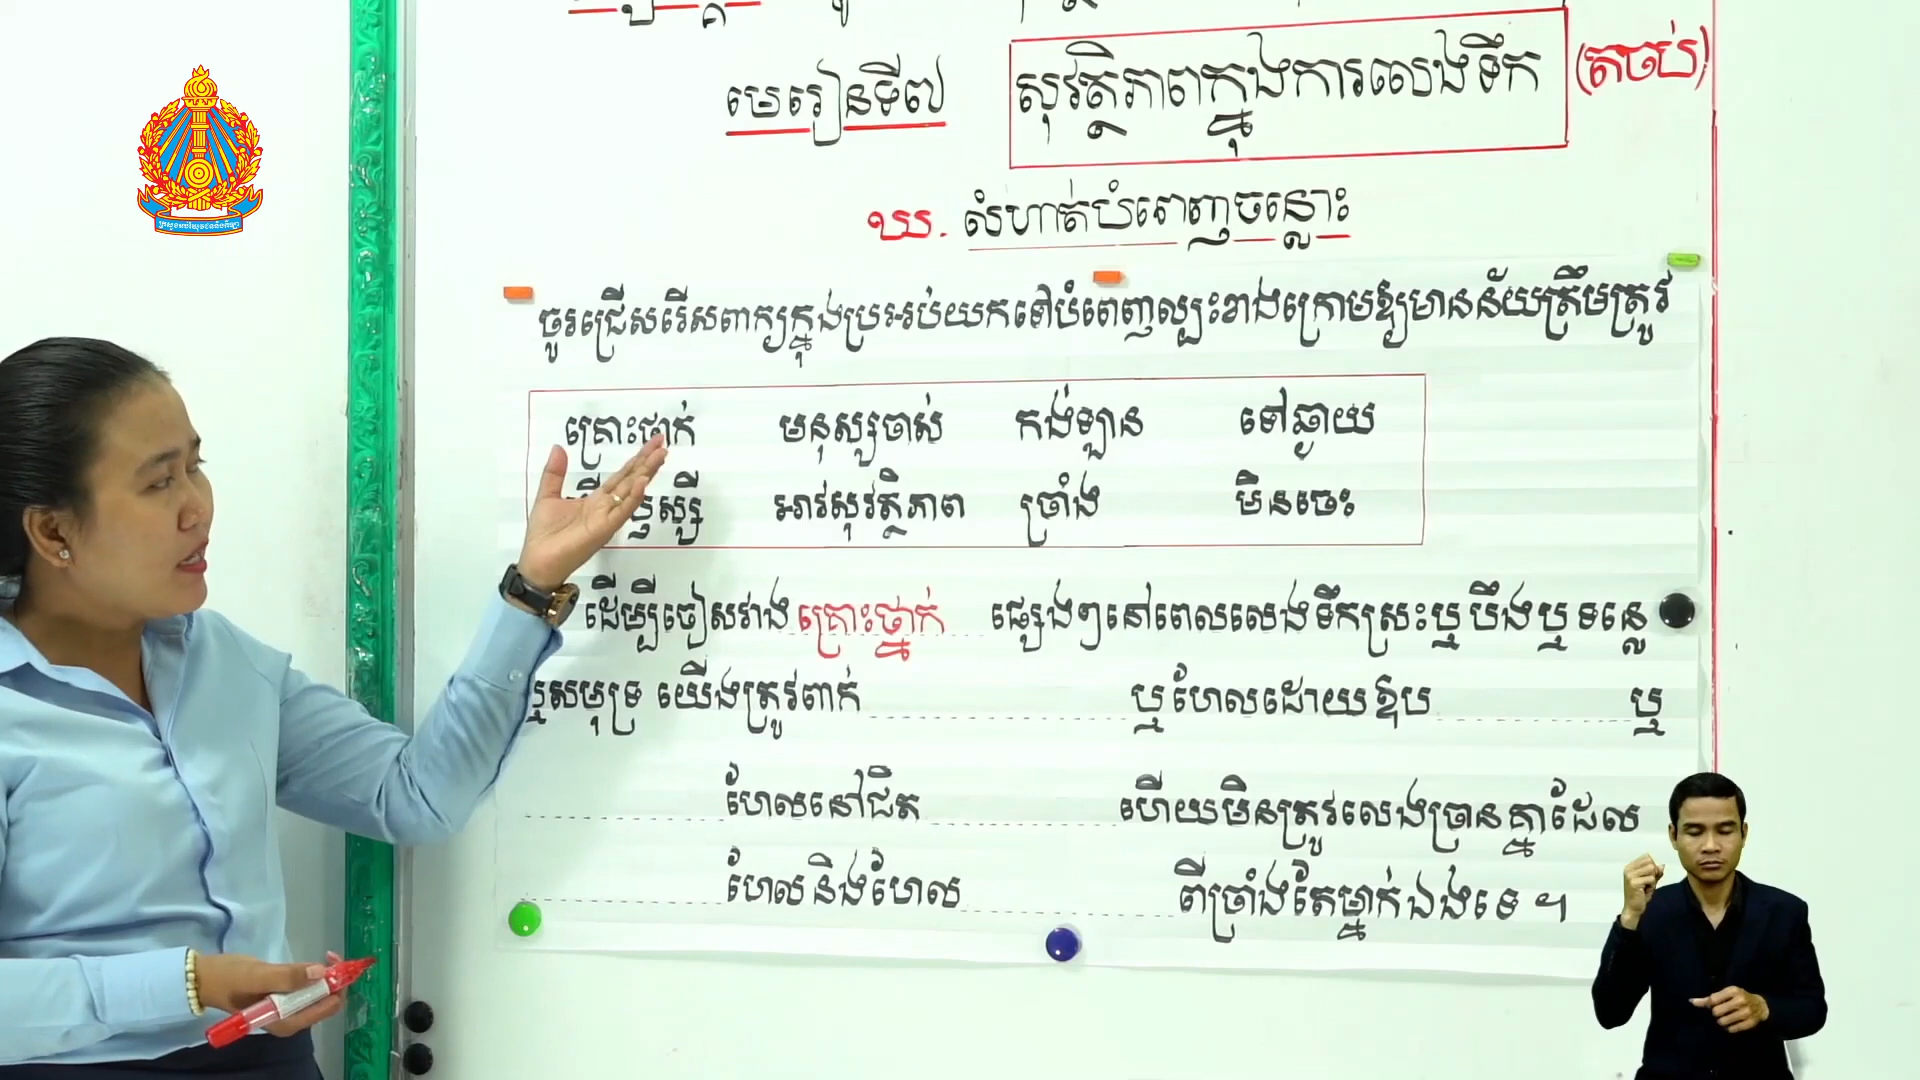 មេរៀនទី៧ សុវត្ថិភាពក្នុងការលេងទឹក (តចប់)
ឃ. លំហាត់បំពេញចន្លោះ
ចូរជ្រើសរើសពាក្យក្នុងប្រអប់យកទៅបំពេញល្បះខាងក្រោមឱ្យមានន័យត្រឹមត្រូវ
គ្រោះថ្នាក់ មនុស្សចាស់ កង់ឡាន ទៅឆ្ងាយ
ឫស្សី អាវសុវត្ថិភាព ច្រាំង មិនចេះ
ដើម្បីចៀសវាង គ្រោះថ្នាក់ ផ្សេងៗនៅពេលលេងទឹកស្រះឬបឹងឬទន្លេ
ឬសមុទ្រ យើងត្រូវពាក់ ឬហែលដោយឱប ឬ
ហែលនៅជិត ហើយមិនត្រូវលេងច្រានគ្នាដែល
ហែលនិងហែល ពីច្រាំងតែម្នាក់ឯងទេ ។